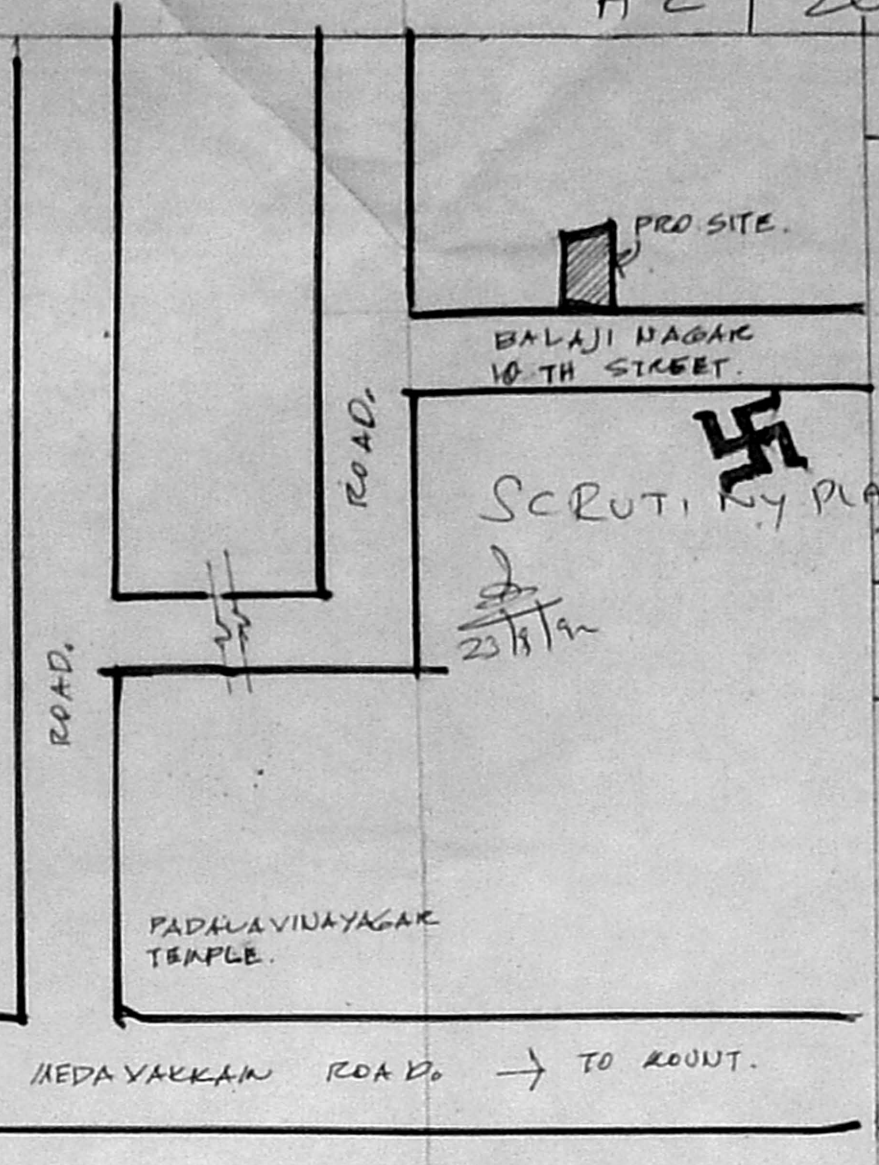 PRO SITE.
BALAJI NAGAR
10 TH STREET.
ROAD.
SCRUTINY PLA
23/8/92
ROAD.
PADALAVINAYAGAR
TEMPLE.
MEDAVAKKAM ROAD. → TO MOUNT.